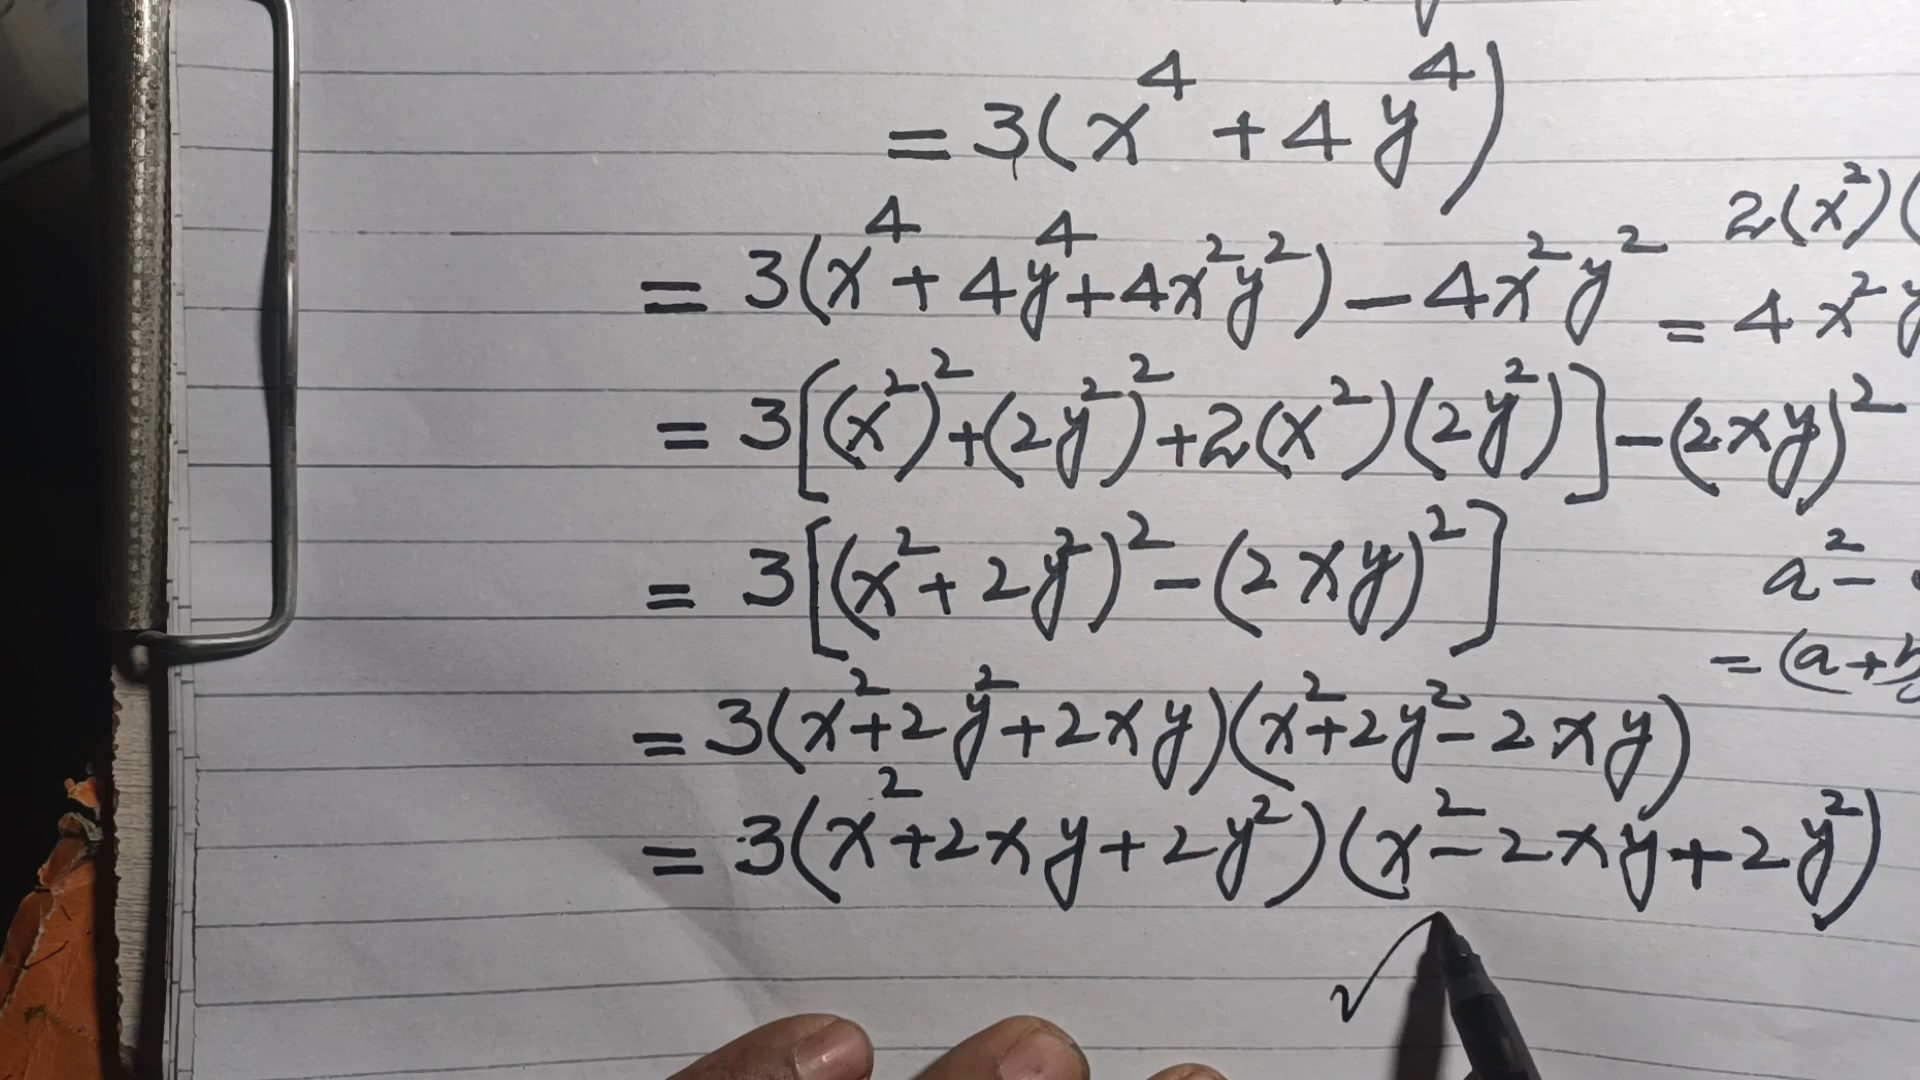 = 3(x⁴ + 4y⁴)
= 3(x⁴ + 4y⁴ + 4x²y²) - 4x²y²
= 3[(x²)² + (2y²)² + 2(x²)(2y²)] - (2xy)²
= 3[(x² + 2y²)² - (2xy)²]
= 3(x² + 2y² + 2xy)(x² + 2y² - 2xy)
= 3(x² + 2xy + 2y²)(x² - 2xy + 2y²)
2(x²)(
= 4x²y
a² -
= (a + b